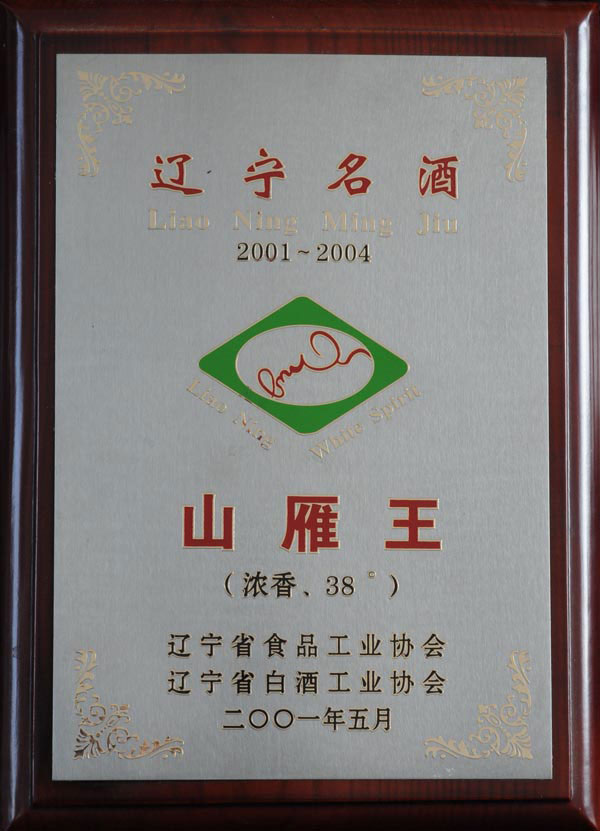 辽宁名酒
Liao Ning Ming Jiu
2001~2004
Liao Ning White Spirit
山雁王
（浓香、38°）
辽宁省食品工业协会
辽宁省白酒工业协会
二〇〇一年五月